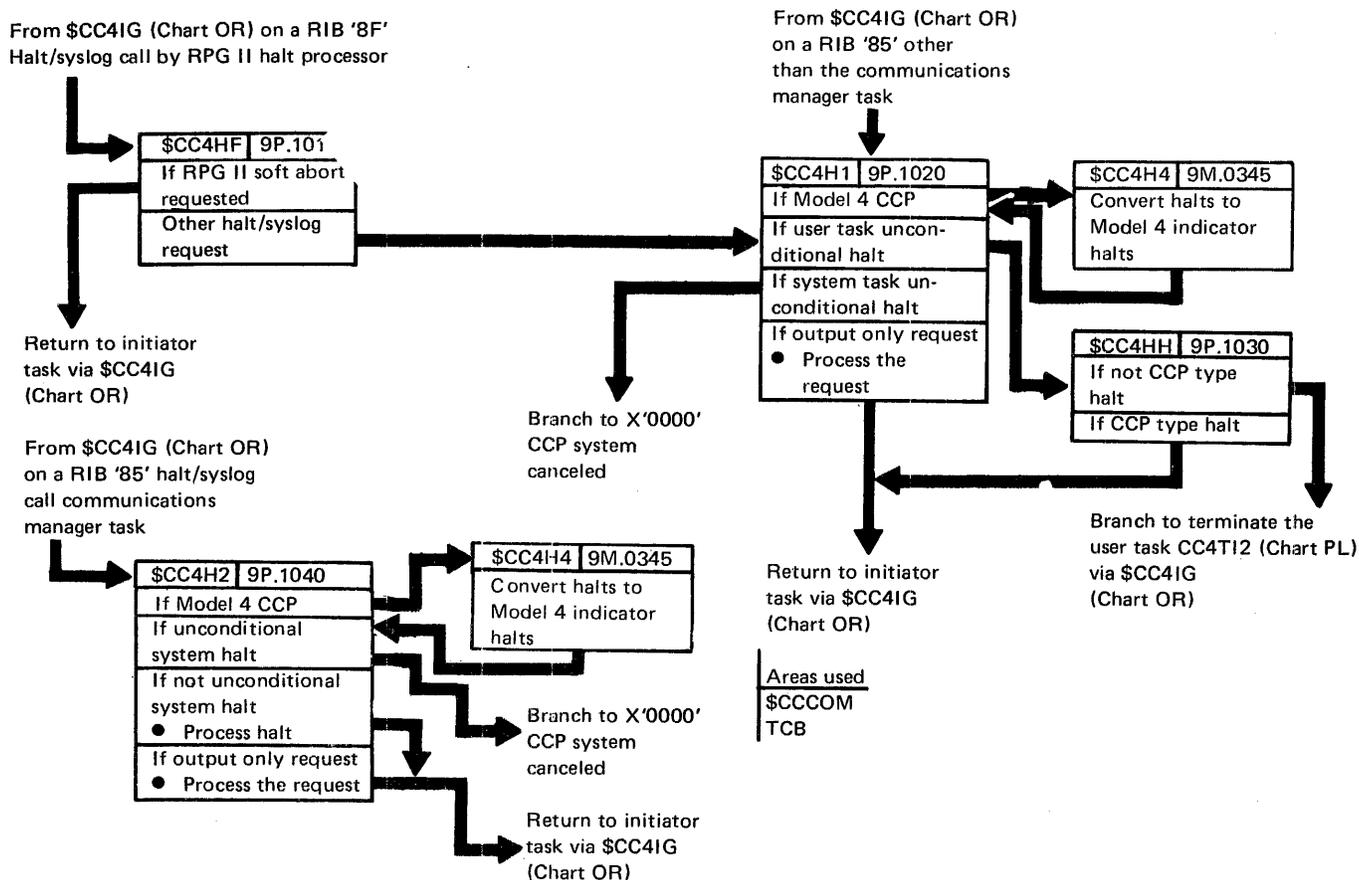 From $CC4IG (Chart OR) on a RIB '8F'
Halt/syslog call by RPG II halt processor
$CC4HF 9P.101
If RPG II soft abort
requested
Other halt/syslog
request
Return to initiator
task via $CC4IG
(Chart OR)
From $CC4IG (Chart OR)
on a RIB '85' other
than the communications
manager task
$CC4H1 9P.1020
If Model 4 CCP
If user task uncon-
ditional halt
If system task un-
conditional halt
If output only request
● Process the
request
$CC4H4 9M.0345
Convert halts to
Model 4 indicator
halts
$CC4HH 9P.1030
If not CCP type
halt
If CCP type halt
Branch to X'0000'
CCP system
canceled
Branch to terminate the
user task CC4TI2 (Chart PL)
via $CC4IG
(Chart OR)
Return to initiator
task via $CC4IG
(Chart OR)
Areas used
$CCCOM
TCB
From $CC4IG (Chart OR)
on a RIB '85' halt/syslog
call communications
manager task
$CC4H2 9P.1040
If Model 4 CCP
If unconditional
system halt
If not unconditional
system halt
● Process halt
If output only request
● Process the request
$CC4H4 9M.0345
Convert halts to
Model 4 indicator
halts
Branch to X'0000'
CCP system
canceled
Return to initiator
task via $CC4IG
(Chart OR)